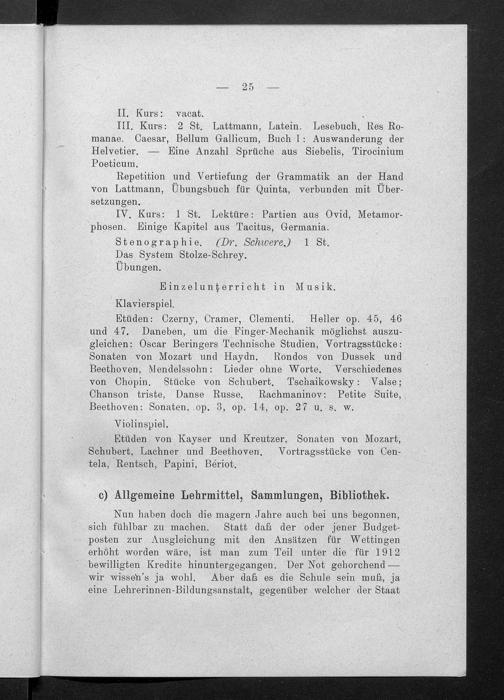 — 25 —
II. Kurs: vacat.
III. Kurs: 2 St. Lattmann, Latein. Lesebuch, Res Ro-
manae. Caesar, Bellum Gallicum, Buch I: Auswanderung der
Helvetier. — Eine Anzahl Sprüche aus Siebelis, Tirocinium
Poeticum.
Repetition und Vertiefung der Grammatik an der Hand
von Lattmann, Übungsbuch für Quinta, verbunden mit Über-
setzungen.
IV. Kurs: 1 St. Lektüre: Partien aus Ovid, Metamor-
phosen. Einige Kapitel aus Tacitus, Germania.
Stenographie. (Dr. Schwere.) 1 St.
Das System Stolze-Schrey.
Übungen.
Einzelunterricht in Musik.
Klavierspiel.
Etüden: Czerny, Cramer, Clementi. Heller op. 45, 46
und 47. Daneben, um die Finger-Mechanik möglichst auszu-
gleichen: Oscar Beringers Technische Studien, Vortragsstücke:
Sonaten von Mozart und Haydn. Rondos von Dussek und
Beethoven, Mendelssohn: Lieder ohne Worte. Verschiedenes
von Chopin. Stücke von Schubert. Tschaikowsky: Valse;
Chanson triste, Danse Russe. Rachmaninov: Petite Suite,
Beethoven: Sonaten. op. 3, op. 14, op. 27 u. s. w.
Violinspiel.
Etüden von Kayser und Kreutzer. Sonaten von Mozart,
Schubert, Lachner und Beethoven. Vortragsstücke von Cen-
tela, Rentsch, Papini, Bériot.
c) Allgemeine Lehrmittel, Sammlungen, Bibliothek.
Nun haben doch die magern Jahre auch bei uns begonnen,
sich fühlbar zu machen. Statt daß der oder jener Budget-
posten zur Ausgleichung mit den Ansätzen für Wettingen
erhöht worden wäre, ist man zum Teil unter die für 1912
bewilligten Kredite hinuntergegangen. Der Not gehorchend —
wir wissen's ja wohl. Aber daß es die Schule sein muß, ja
eine Lehrerinnen-Bildungsanstalt, gegenüber welcher der Staat